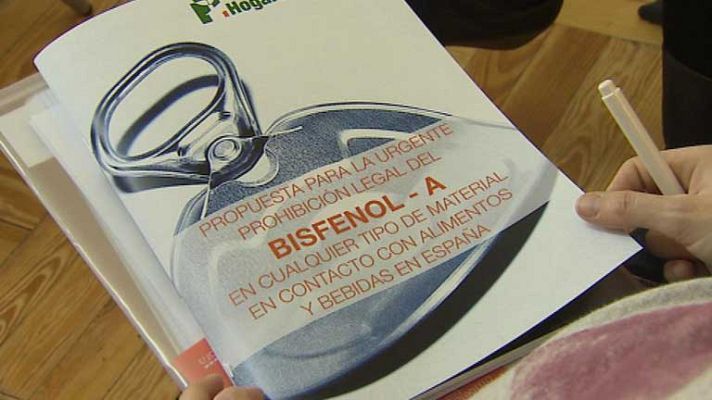 Hogar
PROPUESTA PARA LA URGENTE
PROHIBICIÓN LEGAL DEL
BISFENOL - A
EN CUALQUIER TIPO DE MATERIAL
EN CONTACTO CON ALIMENTOS
Y BEBIDAS EN ESPAÑA